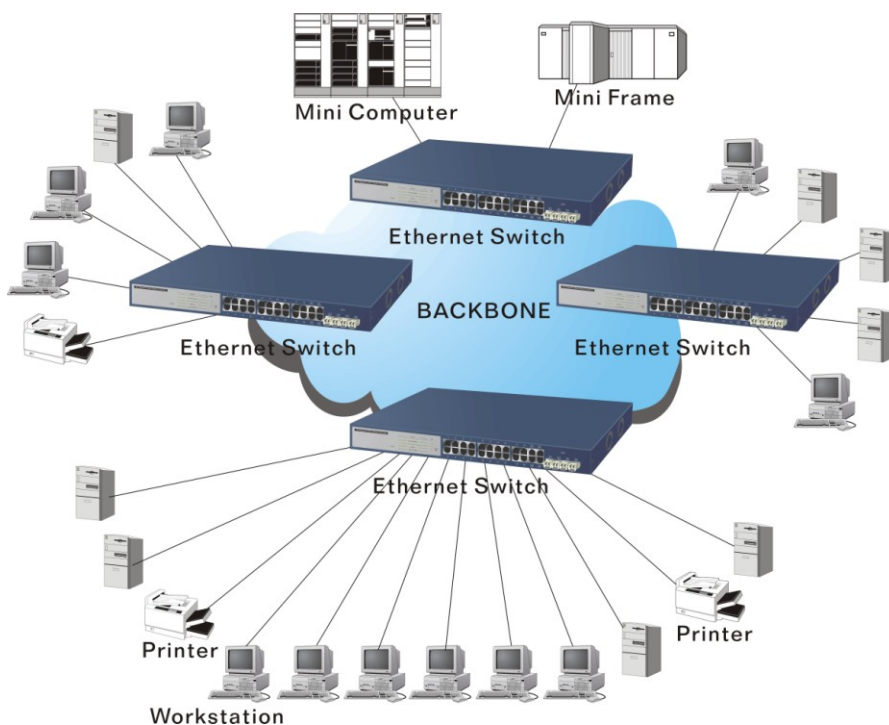 Mini Computer
Mini Frame
Ethernet Switch
BACKBONE
Ethernet Switch
Ethernet Switch
Ethernet Switch
Printer
Printer
Workstation